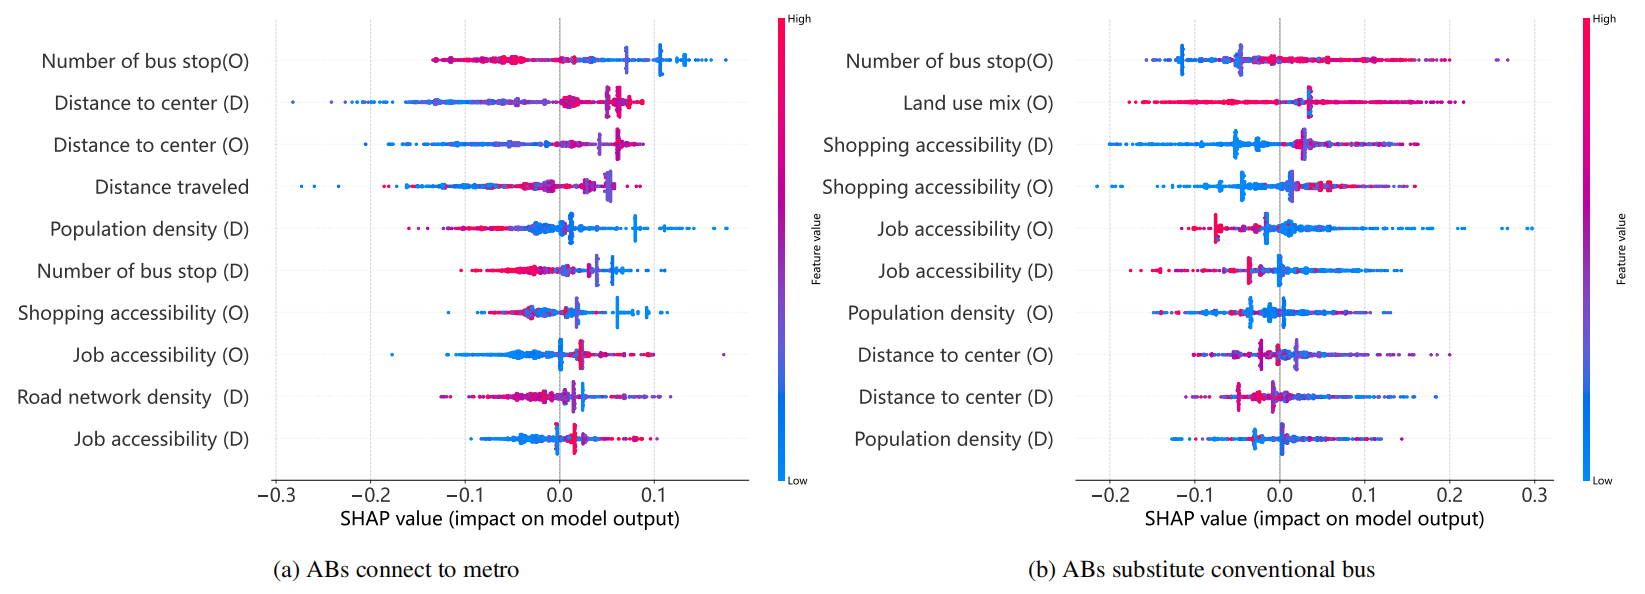 Number of bus stop(O)
Distance to center (D)
Distance to center (O)
Distance traveled
Population density (D)
Number of bus stop (D)
Shopping accessibility (O)
Job accessibility (O)
Road network density  (D)
Job accessibility (D)
−0.3 −0.2 −0.1 0.0 0.1
SHAP value (impact on model output)
High
Feature value
Low
(a) ABs connect to metro
Number of bus stop(O)
Land use mix (O)
Shopping accessibility (D)
Shopping accessibility (O)
Job accessibility (O)
Job accessibility (D)
Population density  (O)
Distance to center (O)
Distance to center (D)
Population density (D)
−0.2 −0.1 0.0 0.1 0.2 0.3
SHAP value (impact on model output)
High
Feature value
Low
(b) ABs substitute conventional bus